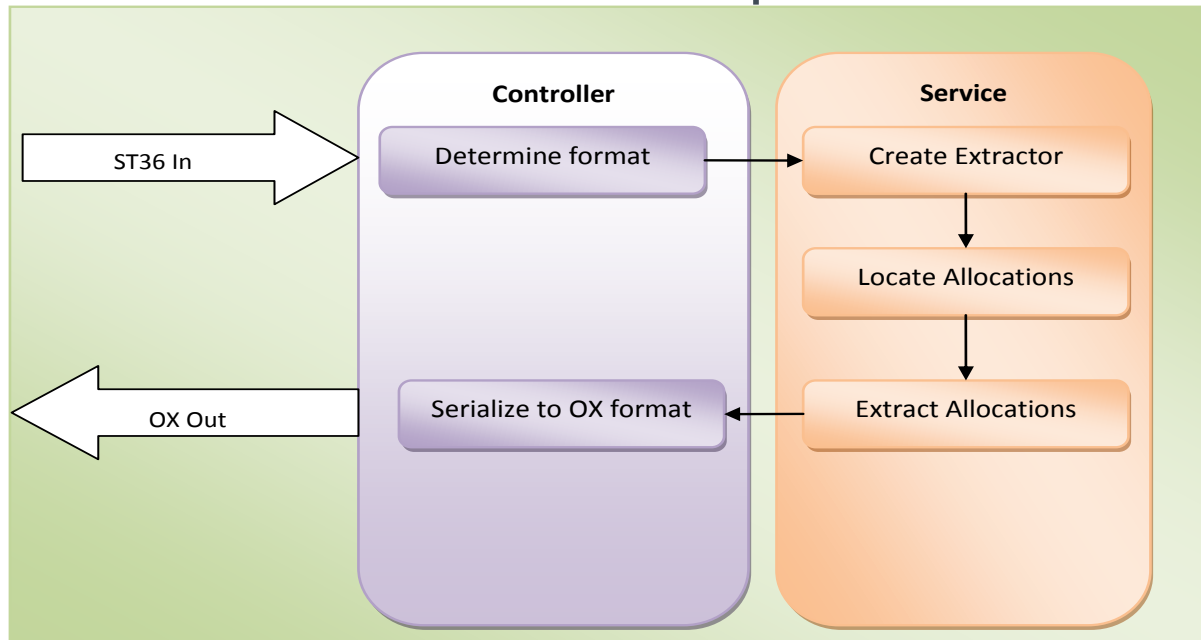 Controller
Service
ST36 In
Determine format
Create Extractor
Locate Allocations
OX Out
Serialize to OX format
Extract Allocations